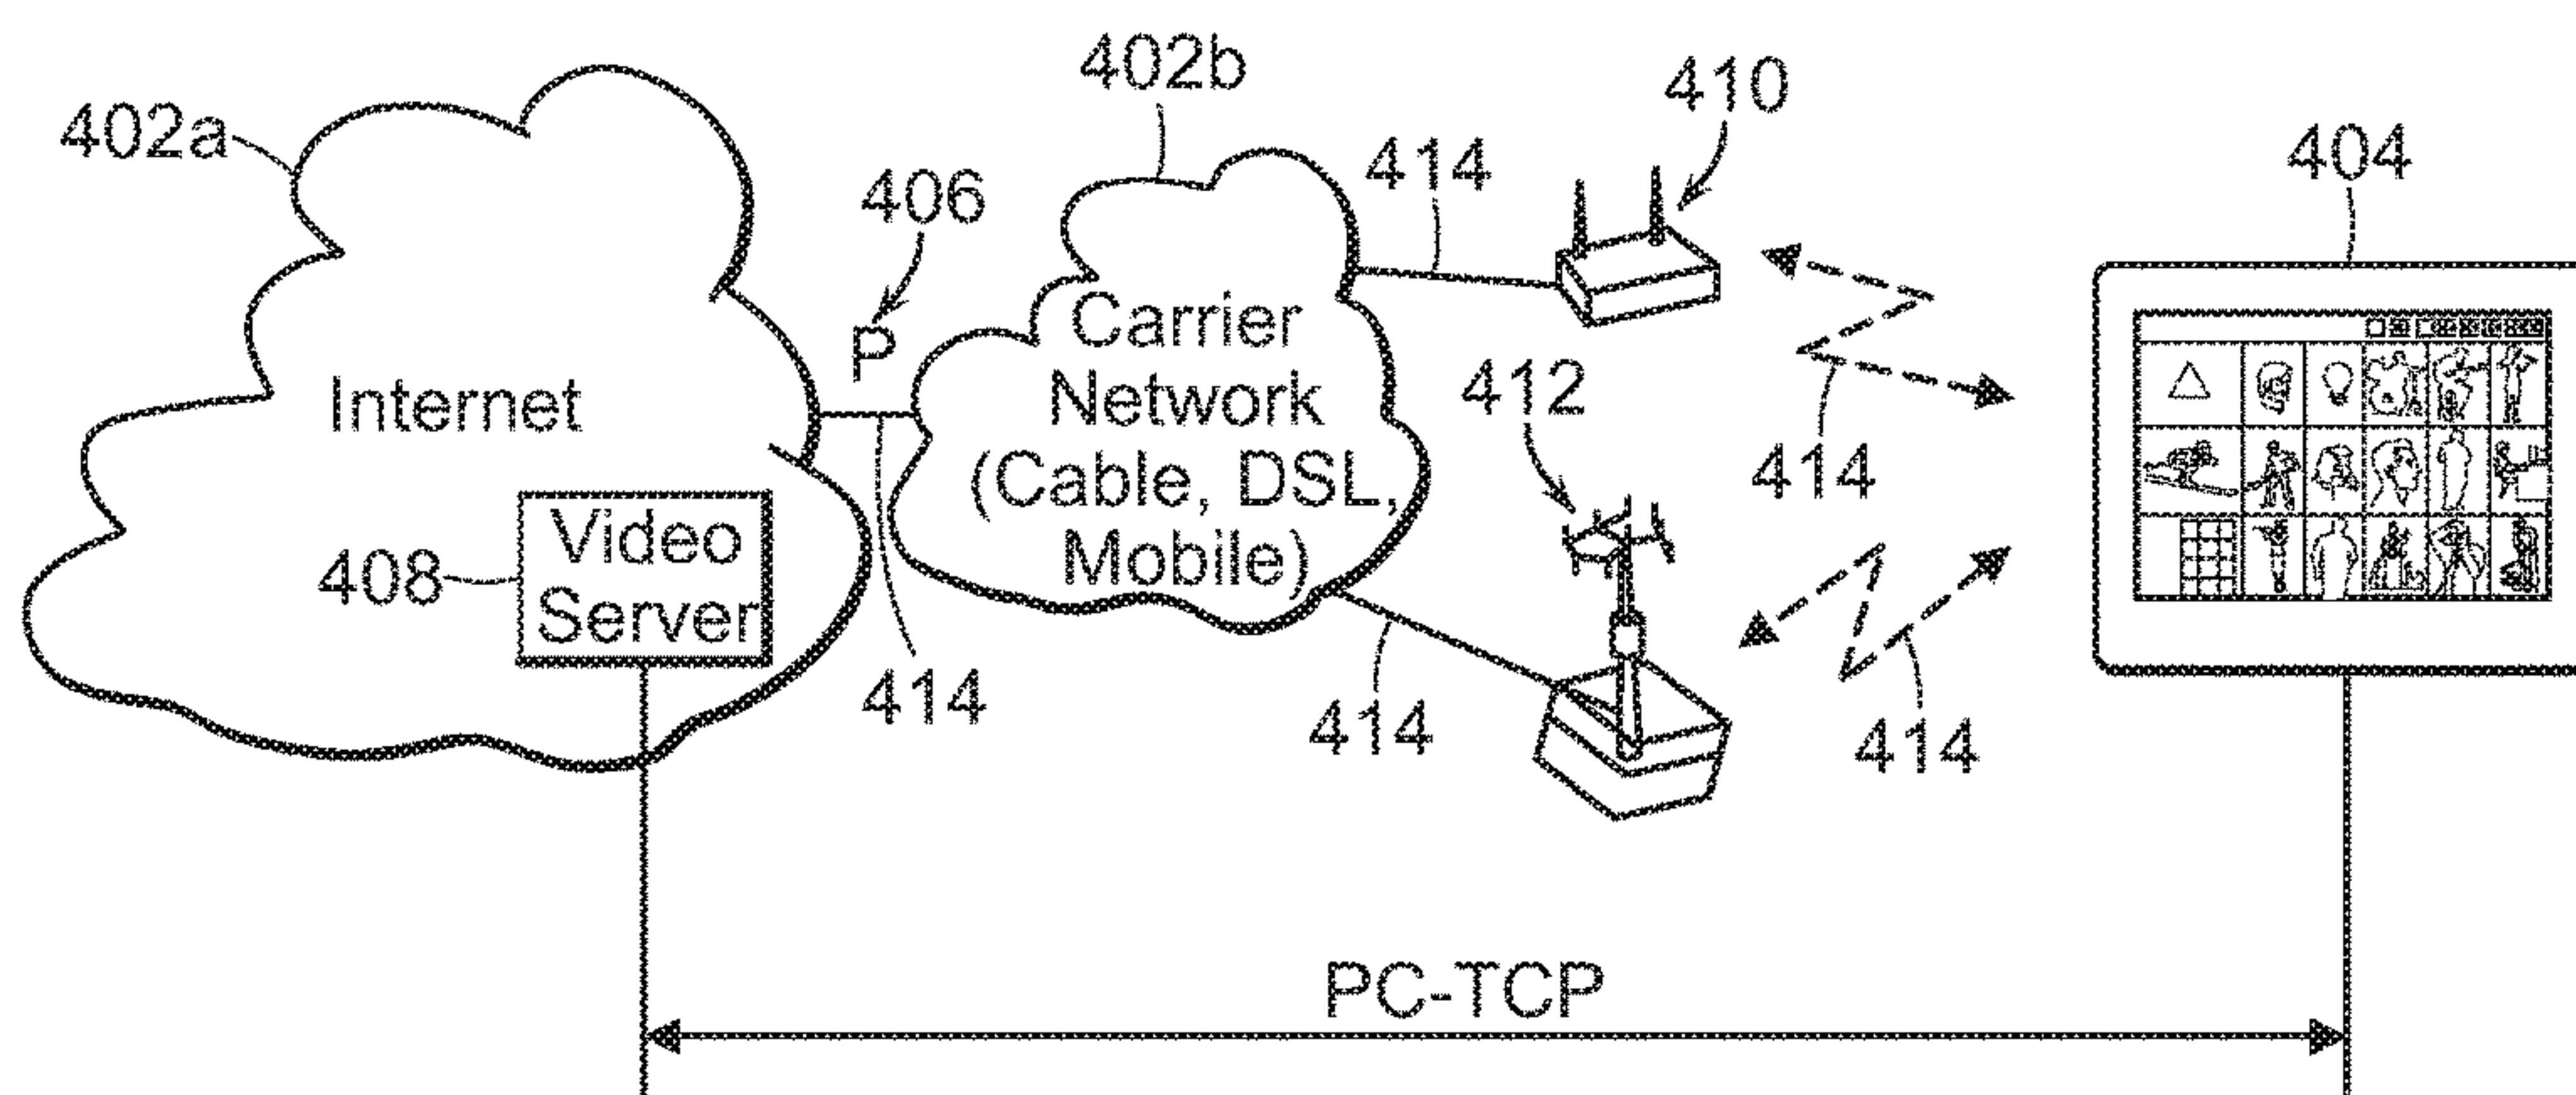 402b
410
402a
414
404
406
P
Carrier
Network
(Cable, DSL,
Mobile)
Internet
412
414
Video
Server
408
414
414
414
PC-TCP